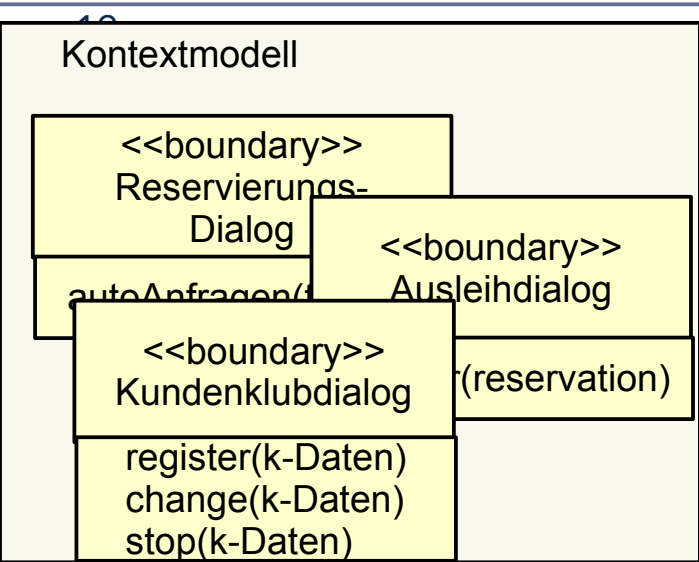 Kontextmodell
<<boundary>>
Reservierungs-
Dialog
<<boundary>>
Ausleihdialog
(reservation)
<<boundary>>
Kundenklubdialog
register(k-Daten)
change(k-Daten)
stop(k-Daten)